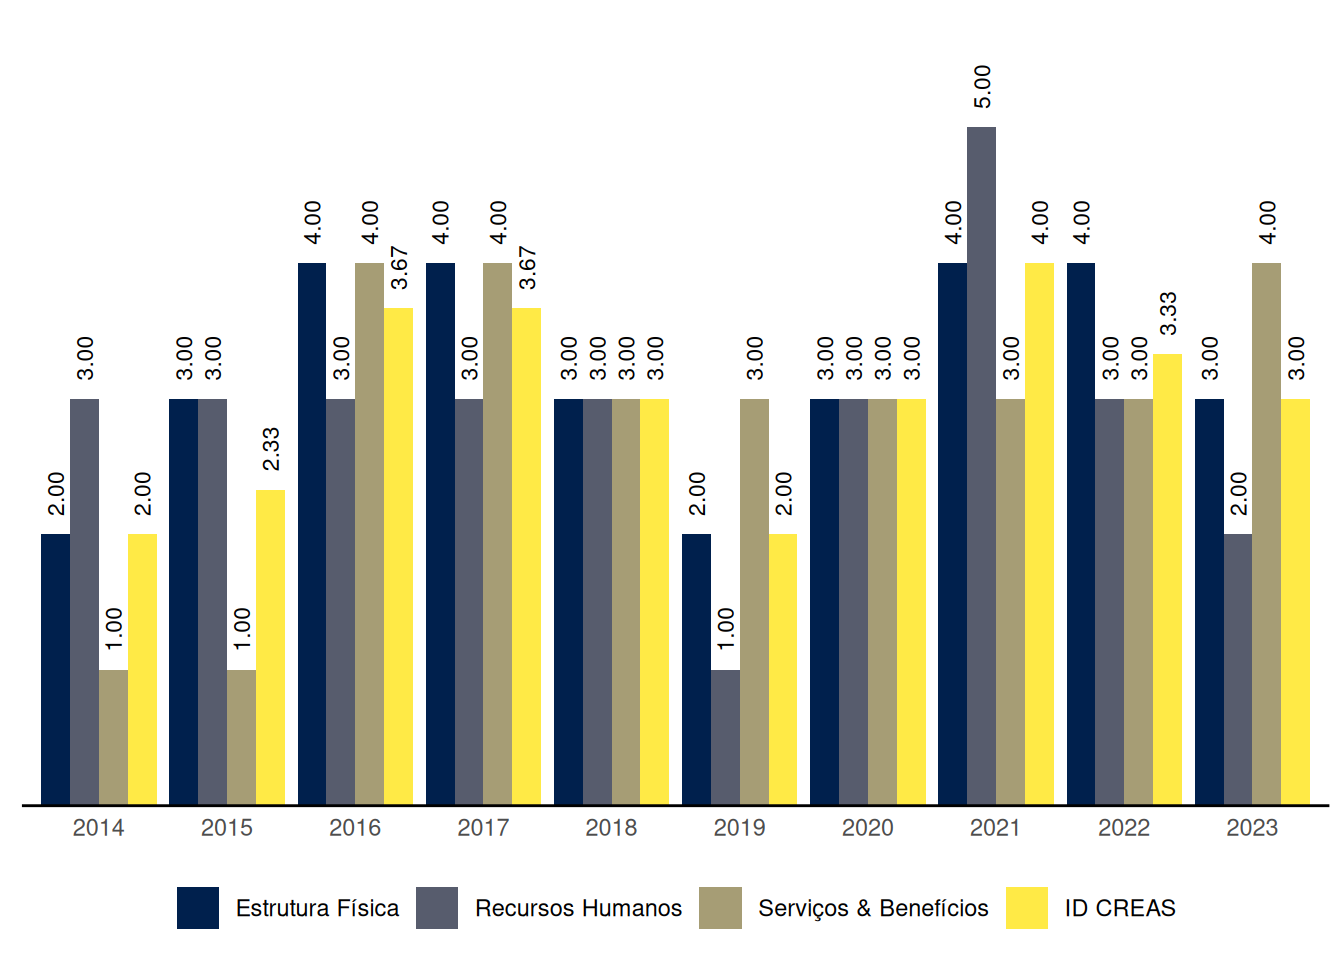 5.00
4.00 4.00 4.00 4.00 4.00 4.00 4.00 4.00
3.67 3.67
3.33
3.00 3.00 3.00 3.00 3.00 3.00 3.00 3.00 3.00 3.00 3.00 3.00 3.00 3.00 3.00 3.00 3.00 3.00 3.00 3.00
2.33
2.00 2.00 2.00 2.00 2.00
1.00 1.00 1.00
2014 2015 2016 2017 2018 2019 2020 2021 2022 2023
Estrutura Física Recursos Humanos Serviços & Benefícios ID CREAS